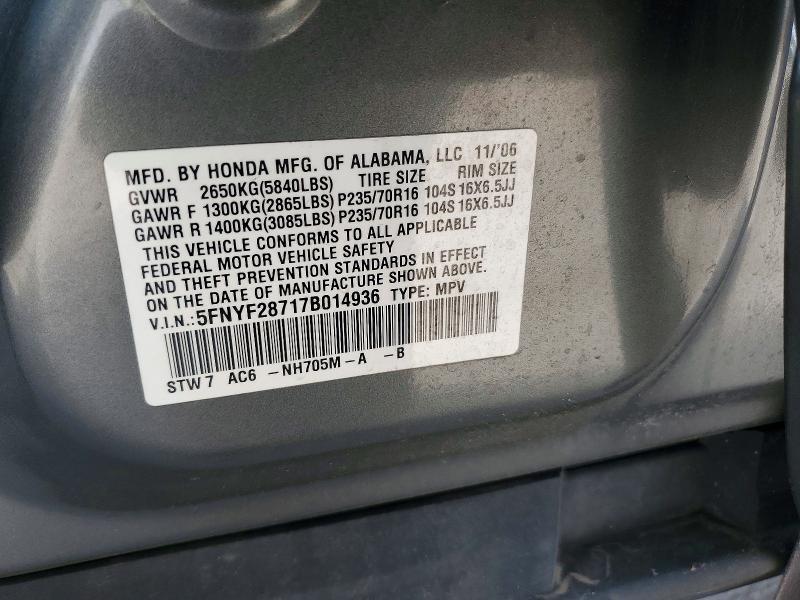 MFD. BY HONDA MFG. OF ALABAMA, LLC 11/'06
GVWR 2650KG(5840LBS) TIRE SIZE RIM SIZE
GAWR F 1300KG(2865LBS) P235/70R16 104S 16X6.5JJ
GAWR R 1400KG(3085LBS) P235/70R16 104S 16X6.5JJ
THIS VEHICLE CONFORMS TO ALL APPLICABLE
FEDERAL MOTOR VEHICLE SAFETY
AND THEFT PREVENTION STANDARDS IN EFFECT
ON THE DATE OF MANUFACTURE SHOWN ABOVE.
V.I.N.: 5FNYF28717B014936 TYPE: MPV
STW7 AC6 -NH705M-A -B